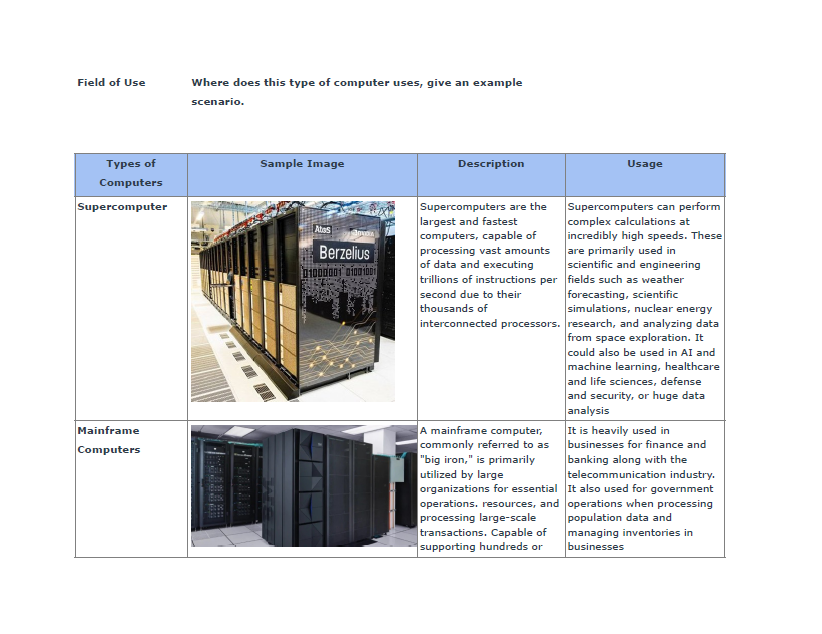 Field of Use
Where does this type of computer uses, give an example
scenario.
Types of
Computers
Sample Image
Description
Usage
Supercomputer
AtoS
Berzelius
Supercomputers are the
largest and fastest
computers, capable of
processing vast amounts
of data and executing
trillions of instructions per
second due to their
thousands of
interconnected processors.
Supercomputers can perform
complex calculations at
incredibly high speeds. These
are primarily used in
scientific and engineering
fields such as weather
forecasting, scientific
simulations, nuclear energy
research, and analyzing data
from space exploration. It
could also be used in AI and
machine learning, healthcare
and life sciences, defense
and security, or huge data
analysis
Mainframe
Computers
A mainframe computer,
commonly referred to as
"big iron," is primarily
utilized by large
organizations for essential
operations. resources, and
processing large-scale
transactions. Capable of
supporting hundreds or
It is heavily used in
businesses for finance and
banking along with the
telecommunication industry.
It also used for government
operations when processing
population data and
managing inventories in
businesses